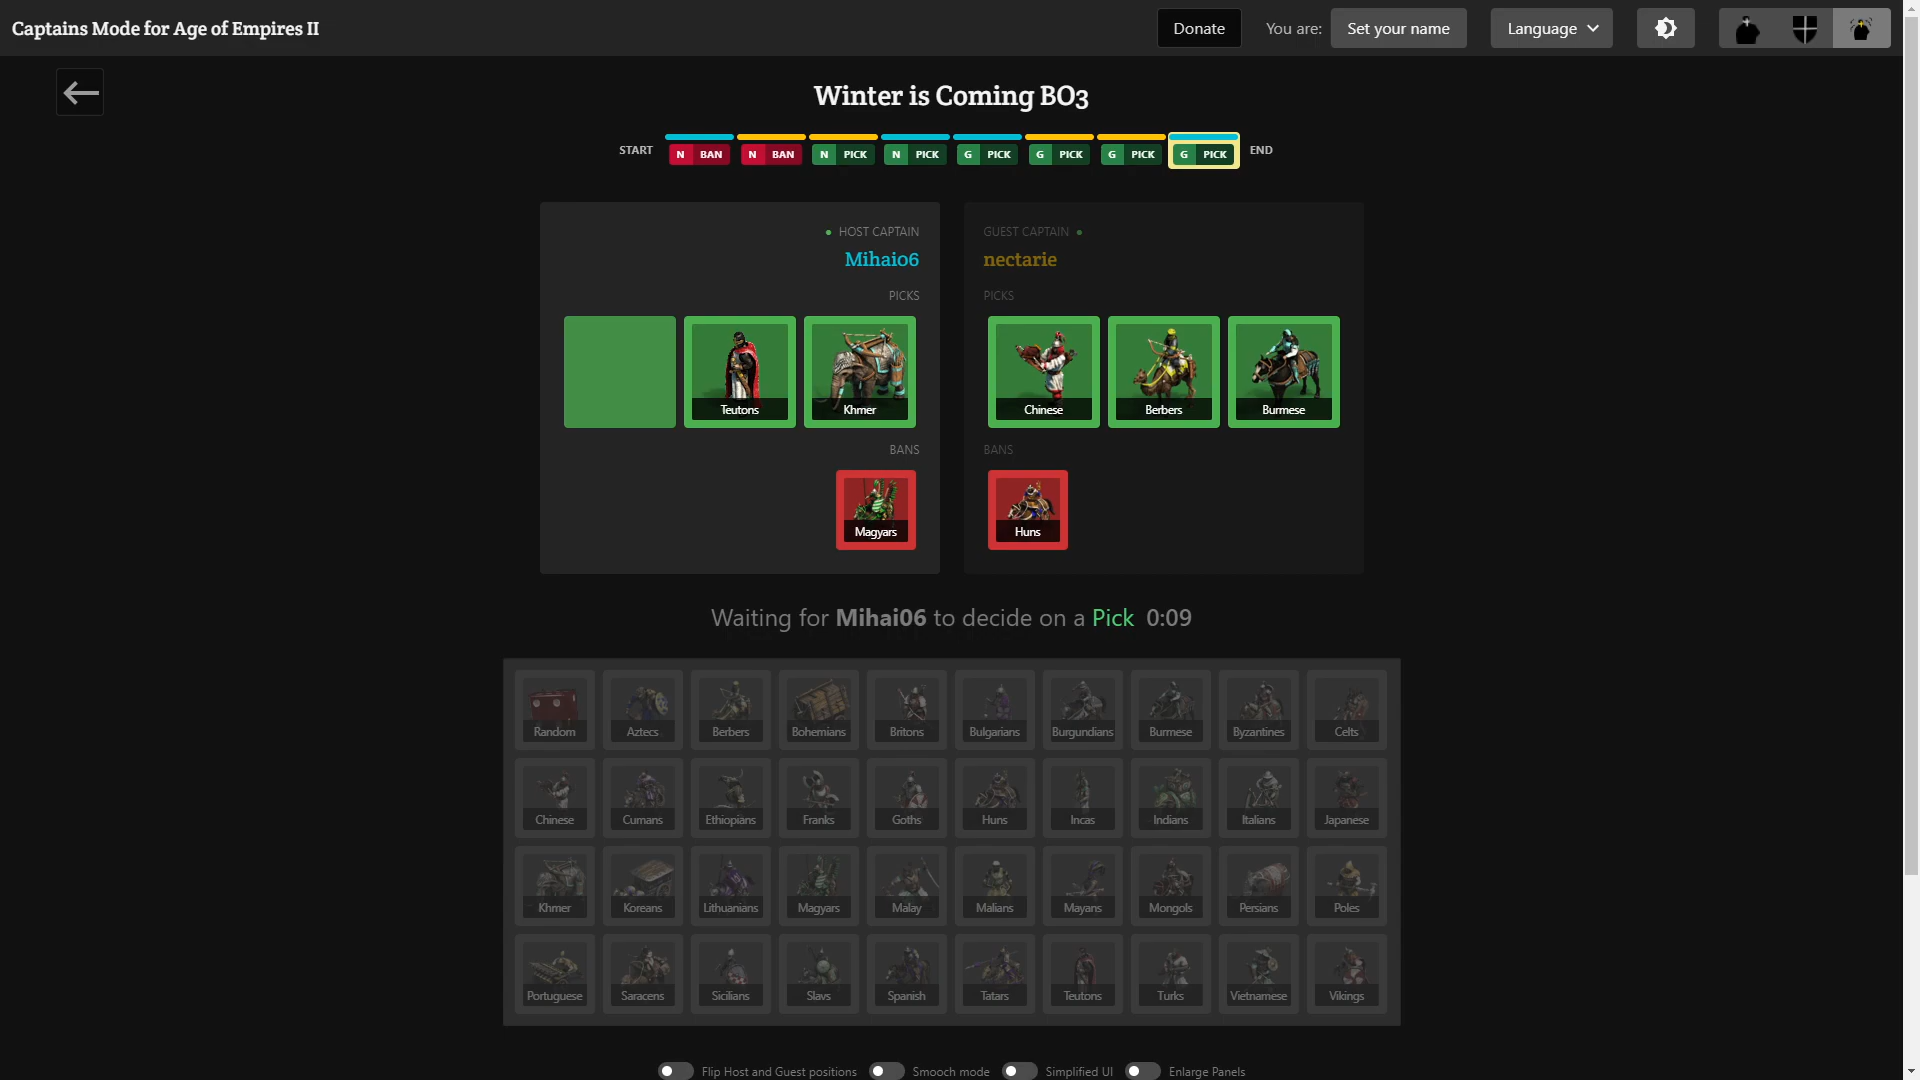 Captains Mode for Age of Empires II
Donate
You are:
Set your name
Language
Winter is Coming BO3
START
N BAN
N BAN
N PICK
N PICK
G PICK
G PICK
G PICK
G PICK
END
HOST CAPTAIN
Mihai06
PICKS
Teutons
Khmer
BANS
Magyars
GUEST CAPTAIN
nectarie
PICKS
Chinese
Berbers
Burmese
BANS
Huns
Waiting for Mihai06 to decide on a Pick 0:09
Random Aztecs Berbers Bohemians Britons Bulgarians Burgundians Burmese Byzantines Celts
Chinese Cumans Ethiopians Franks Goths Huns Incas Indians Italians Japanese
Khmer Koreans Lithuanians Magyars Malay Malians Mayans Mongols Persians Poles
Portuguese Saracens Sicilians Slavs Spanish Tatars Teutons Turks Vietnamese Vikings
Flip Host and Guest positions
Smooch mode
Simplified UI
Enlarge Panels